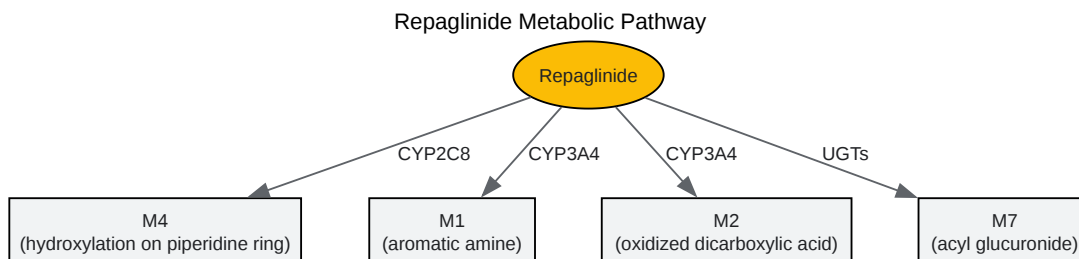 Repaglinide Metabolic Pathway
Repaglinide
CYP2C8
CYP3A4
CYP3A4
UGTs
M4
(hydroxylation on piperidine ring)
M1
(aromatic amine)
M2
(oxidized dicarboxylic acid)
M7
(acyl glucuronide)